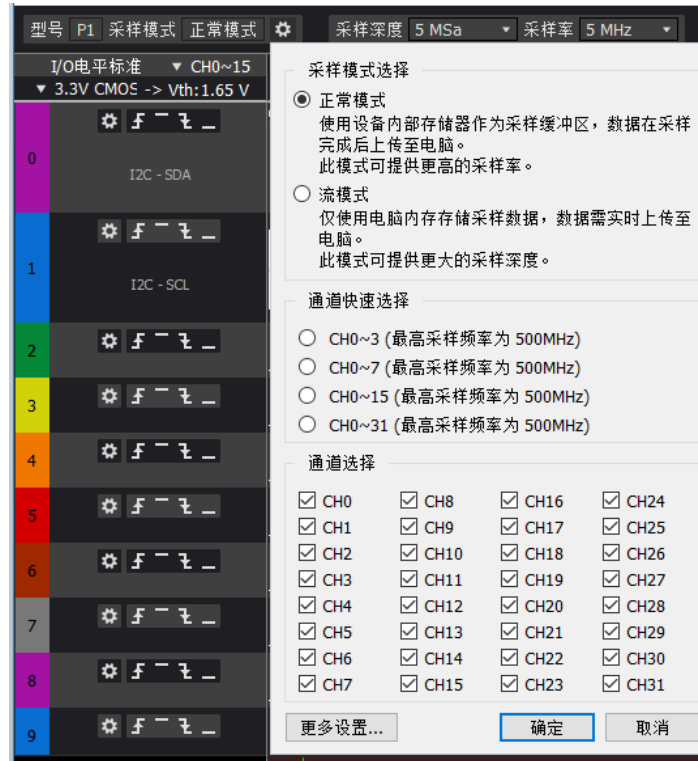 型号 P1 采样模式 正常模式 采样深度 5 MSa 采样率 5 MHz
I/O电平标准 CH0~15
3.3V CMOS -> Vth:1.65 V
0
I2C - SDA
1
I2C - SCL
2
3
4
5
6
7
8
9
采样模式选择
正常模式
使用设备内部存储器作为采样缓冲区，数据在采样
完成后上传至电脑。
此模式可提供更高的采样率。
流模式
仅使用电脑内存存储采样数据，数据需实时上传至
电脑。
此模式可提供更大的采样深度。
通道快速选择
CH0~3 (最高采样频率为 500MHz)
CH0~7 (最高采样频率为 500MHz)
CH0~15 (最高采样频率为 500MHz)
CH0~31 (最高采样频率为 500MHz)
通道选择
CH0 CH8 CH16 CH24
CH1 CH9 CH17 CH25
CH2 CH10 CH18 CH26
CH3 CH11 CH19 CH27
CH4 CH12 CH20 CH28
CH5 CH13 CH21 CH29
CH6 CH14 CH22 CH30
CH7 CH15 CH23 CH31
更多设置... 确定 取消